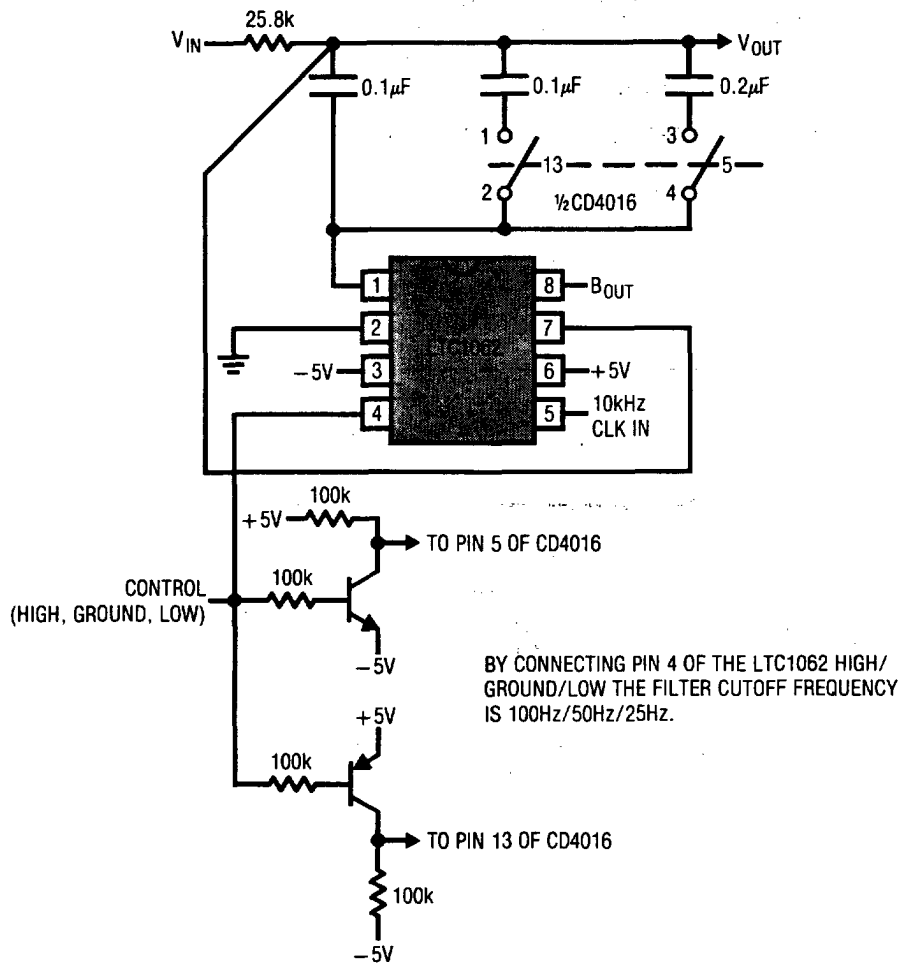 25.8k
VIN
VOUT
0.1µF
0.1µF
0.2µF
1
3
13
5
2
4
½CD4016
1
8
BOUT
2
7
LTC1062
−5V
3
6
+5V
4
5
10kHz
CLK IN
100k
+5V
TO PIN 5 OF CD4016
100k
CONTROL
(HIGH, GROUND, LOW)
−5V
BY CONNECTING PIN 4 OF THE LTC1062 HIGH/
GROUND/LOW THE FILTER CUTOFF FREQUENCY
IS 100Hz/50Hz/25Hz.
+5V
100k
TO PIN 13 OF CD4016
100k
−5V